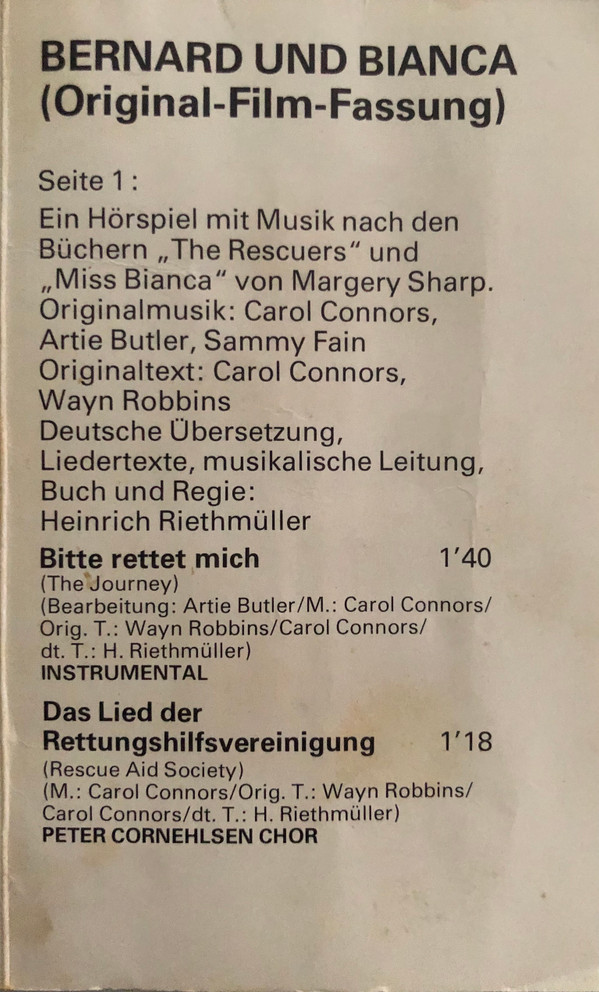 BERNARD UND BIANCA
(Original-Film-Fassung)
Seite 1:
Ein Hörspiel mit Musik nach den
Büchern „The Rescuers“ und
„Miss Bianca“ von Margery Sharp.
Originalmusik: Carol Connors,
Artie Butler, Sammy Fain
Originaltext: Carol Connors,
Wayn Robbins
Deutsche Übersetzung,
Liedertexte, musikalische Leitung,
Buch und Regie:
Heinrich Riethmüller
Bitte rettet mich 1'40
(The Journey)
(Bearbeitung: Artie Butler/M.: Carol Connors/
Orig. T.: Wayn Robbins/Carol Connors/
dt. T.: H. Riethmüller)
INSTRUMENTAL
Das Lied der
Rettungshilfsvereinigung 1'18
(Rescue Aid Society)
(M.: Carol Connors/Orig. T.: Wayn Robbins/
Carol Connors/dt. T.: H. Riethmüller)
PETER CORNEHLSEN CHOR